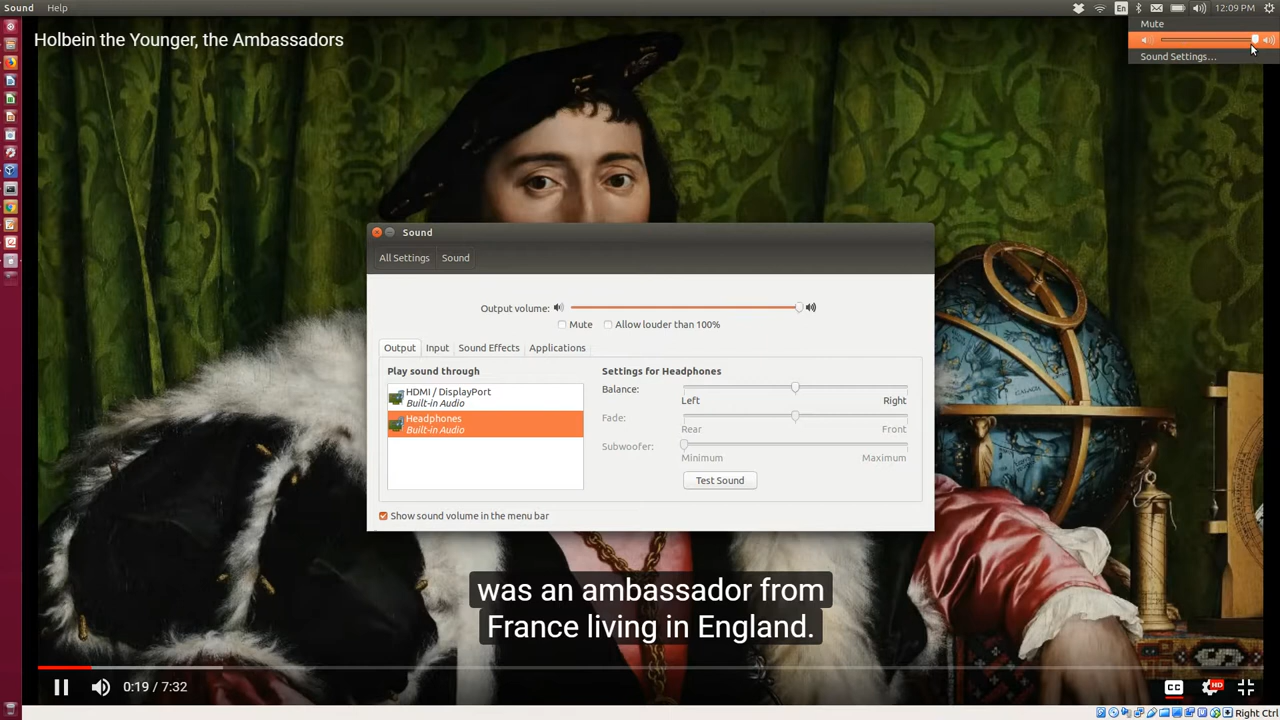 Sound Help
En 12:09 PM
Mute
Sound Settings...
Holbein the Younger, the Ambassadors
Sound
All Settings Sound
Output volume:
Mute Allow louder than 100%
Output Input Sound Effects Applications
Play sound through
HDMI / DisplayPort
Built-in Audio
Headphones
Built-in Audio
Settings for Headphones
Balance:
Left Right
Fade:
Rear Front
Subwoofer:
Minimum Maximum
Test Sound
Show sound volume in the menu bar
was an ambassador from
France living in England.
0:19 / 7:32
CC HD
Right Ctrl